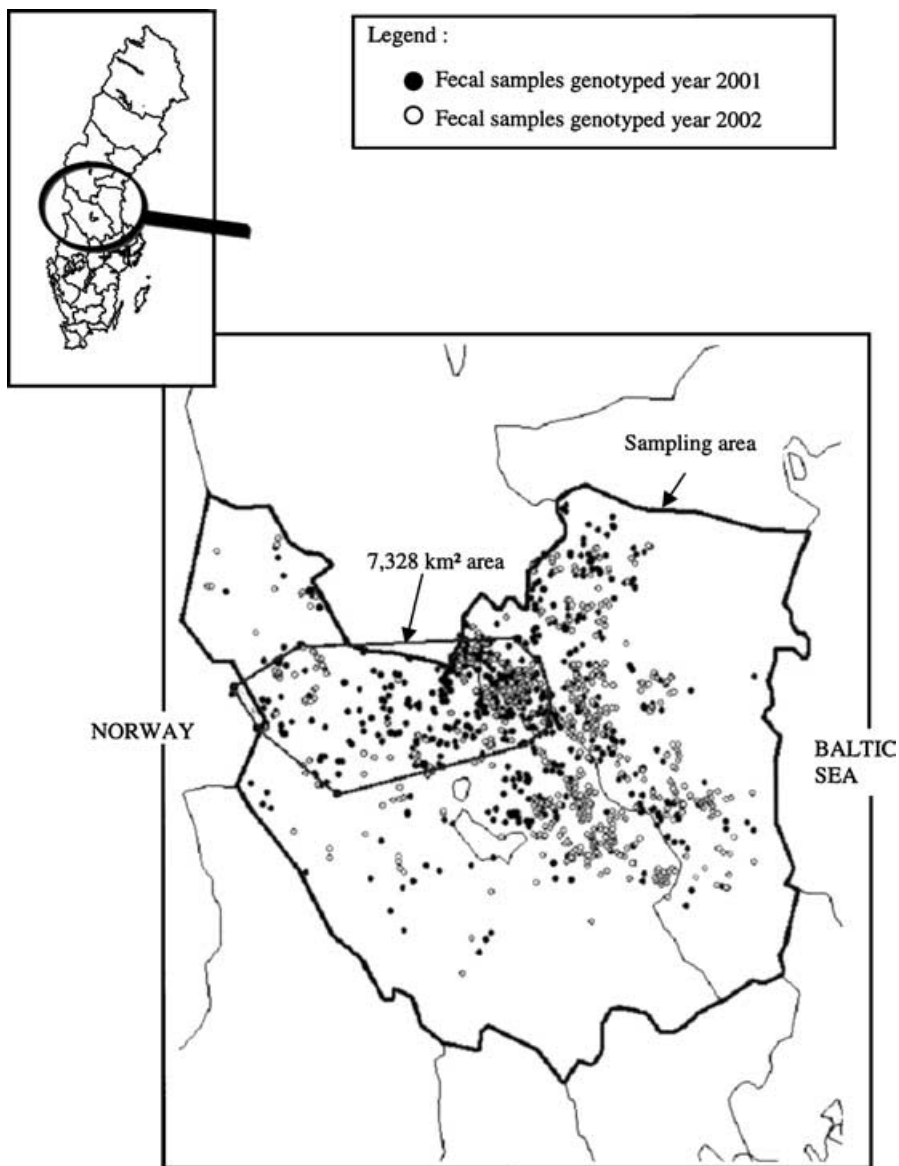 Legend :
Fecal samples genotyped year 2001
Fecal samples genotyped year 2002
Sampling area
7,328 km² area
NORWAY
BALTIC
SEA